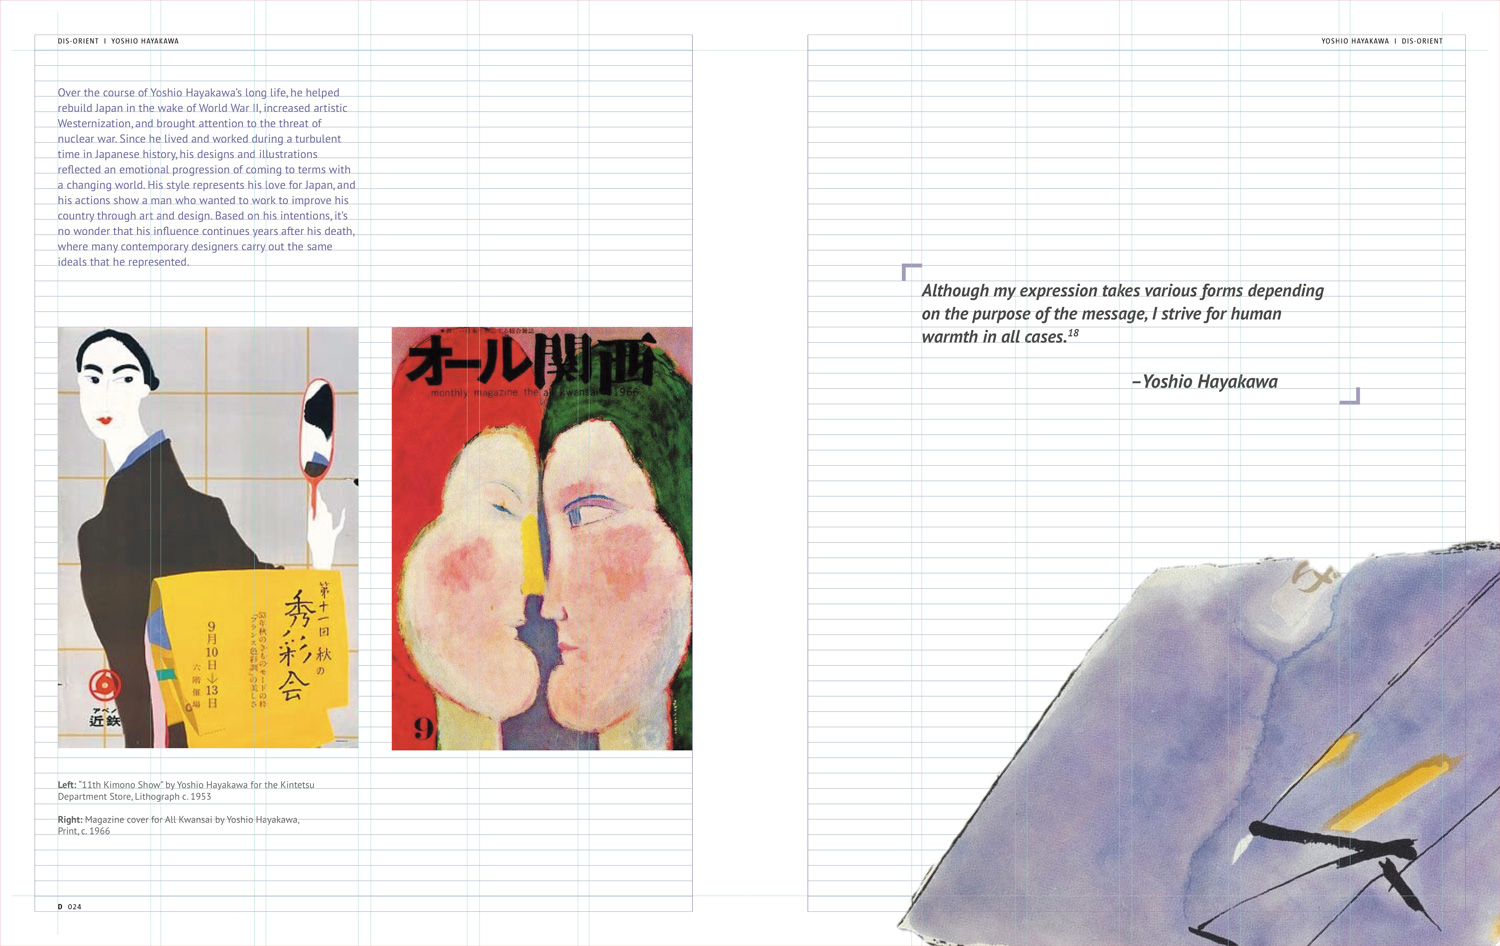 DIS-ORIENT | YOSHIO HAYAKAWA
Over the course of Yoshio Hayakawa's long life, he helped
rebuild Japan in the wake of World War II, increased artistic
Westernization, and brought attention to the threat of
nuclear war. Since he lived and worked during a turbulent
time in Japanese history, his designs and illustrations
reflected an emotional progression of coming to terms with
a changing world. His style represents his love for Japan, and
his actions show a man who wanted to work to improve his
country through art and design. Based on his intentions, it's
no wonder that his influence continues years after his death,
where many contemporary designers carry out the same
ideals that he represented.
第十一回 秋の
秀彩会
9月10日→13日
六階催場
アベノ
近鉄
オール関西
monthly magazine the all kwansai 1966
9
Left: "11th Kimono Show" by Yoshio Hayakawa for the Kintetsu
Department Store, Lithograph c. 1953
Right: Magazine cover for All Kwansai by Yoshio Hayakawa,
Print, c. 1966
D 024
YOSHIO HAYAKAWA | DIS-ORIENT
Although my expression takes various forms depending
on the purpose of the message, I strive for human
warmth in all cases.18
–Yoshio Hayakawa